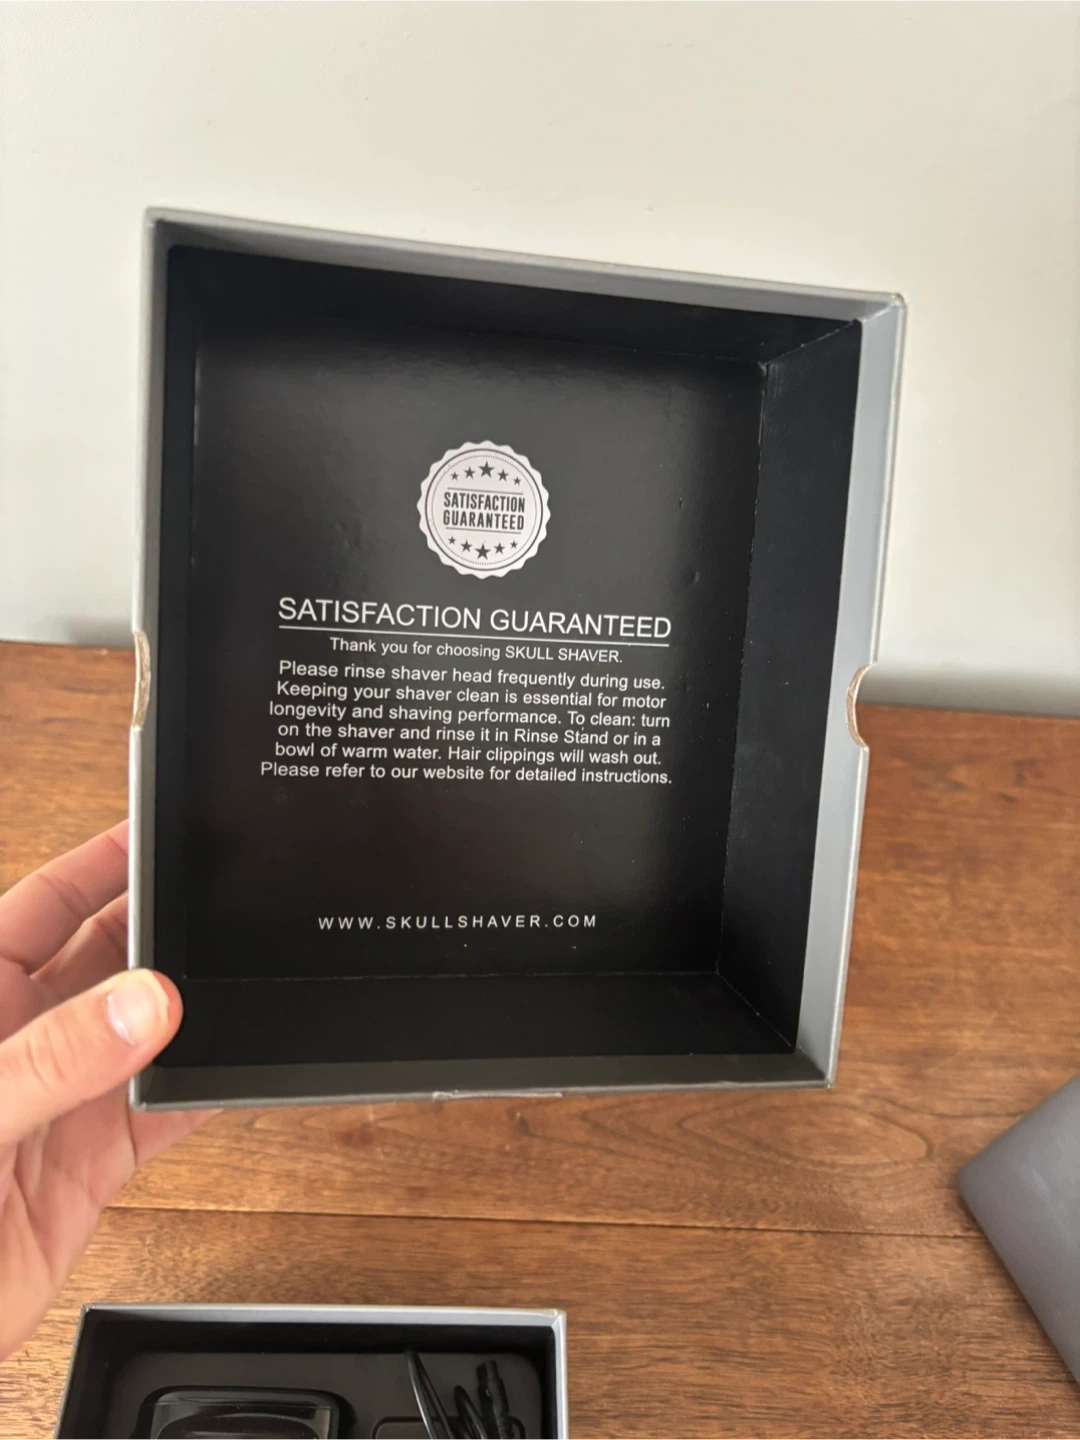 SATISFACTION
GUARANTEED
SATISFACTION GUARANTEED
Thank you for choosing SKULL SHAVER.
Please rinse shaver head frequently during use.
Keeping your shaver clean is essential for motor
longevity and shaving performance. To clean: turn
on the shaver and rinse it in Rinse Stand or in a
bowl of warm water. Hair clippings will wash out.
Please refer to our website for detailed instructions.
WWW.SKULLSHAVER.COM